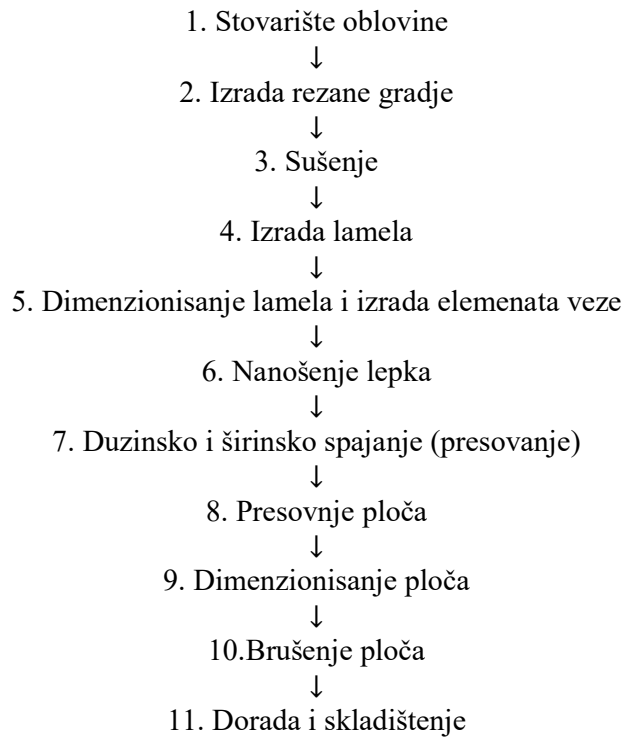 1. Stovarište oblovine
↓
2. Izrada rezane gradje
↓
3. Sušenje
↓
4. Izrada lamela
↓
5. Dimenzionisanje lamela i izrada elemenata veze
↓
6. Nanošenje lepka
↓
7. Duzinsko i širinsko spajanje (presovanje)
↓
8. Presovnje ploča
↓
9. Dimenzionisanje ploča
↓
10.Brušenje ploča
↓
11. Dorada i skladištenje